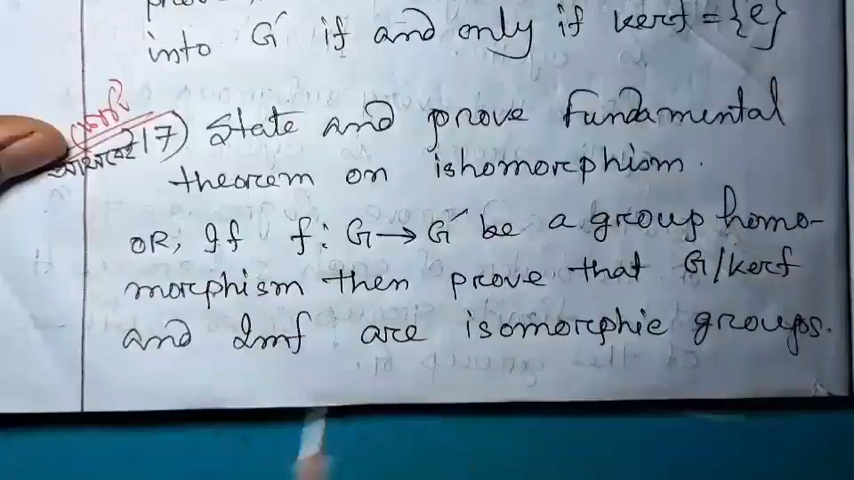 into G′ if and only if kerf = {e}
17) State and prove fundamental
theorem on ishomorphism.
OR, If f: G→G′ be a group homo-
morphism then prove that G/kerf
and Imf are isomorphic groups.